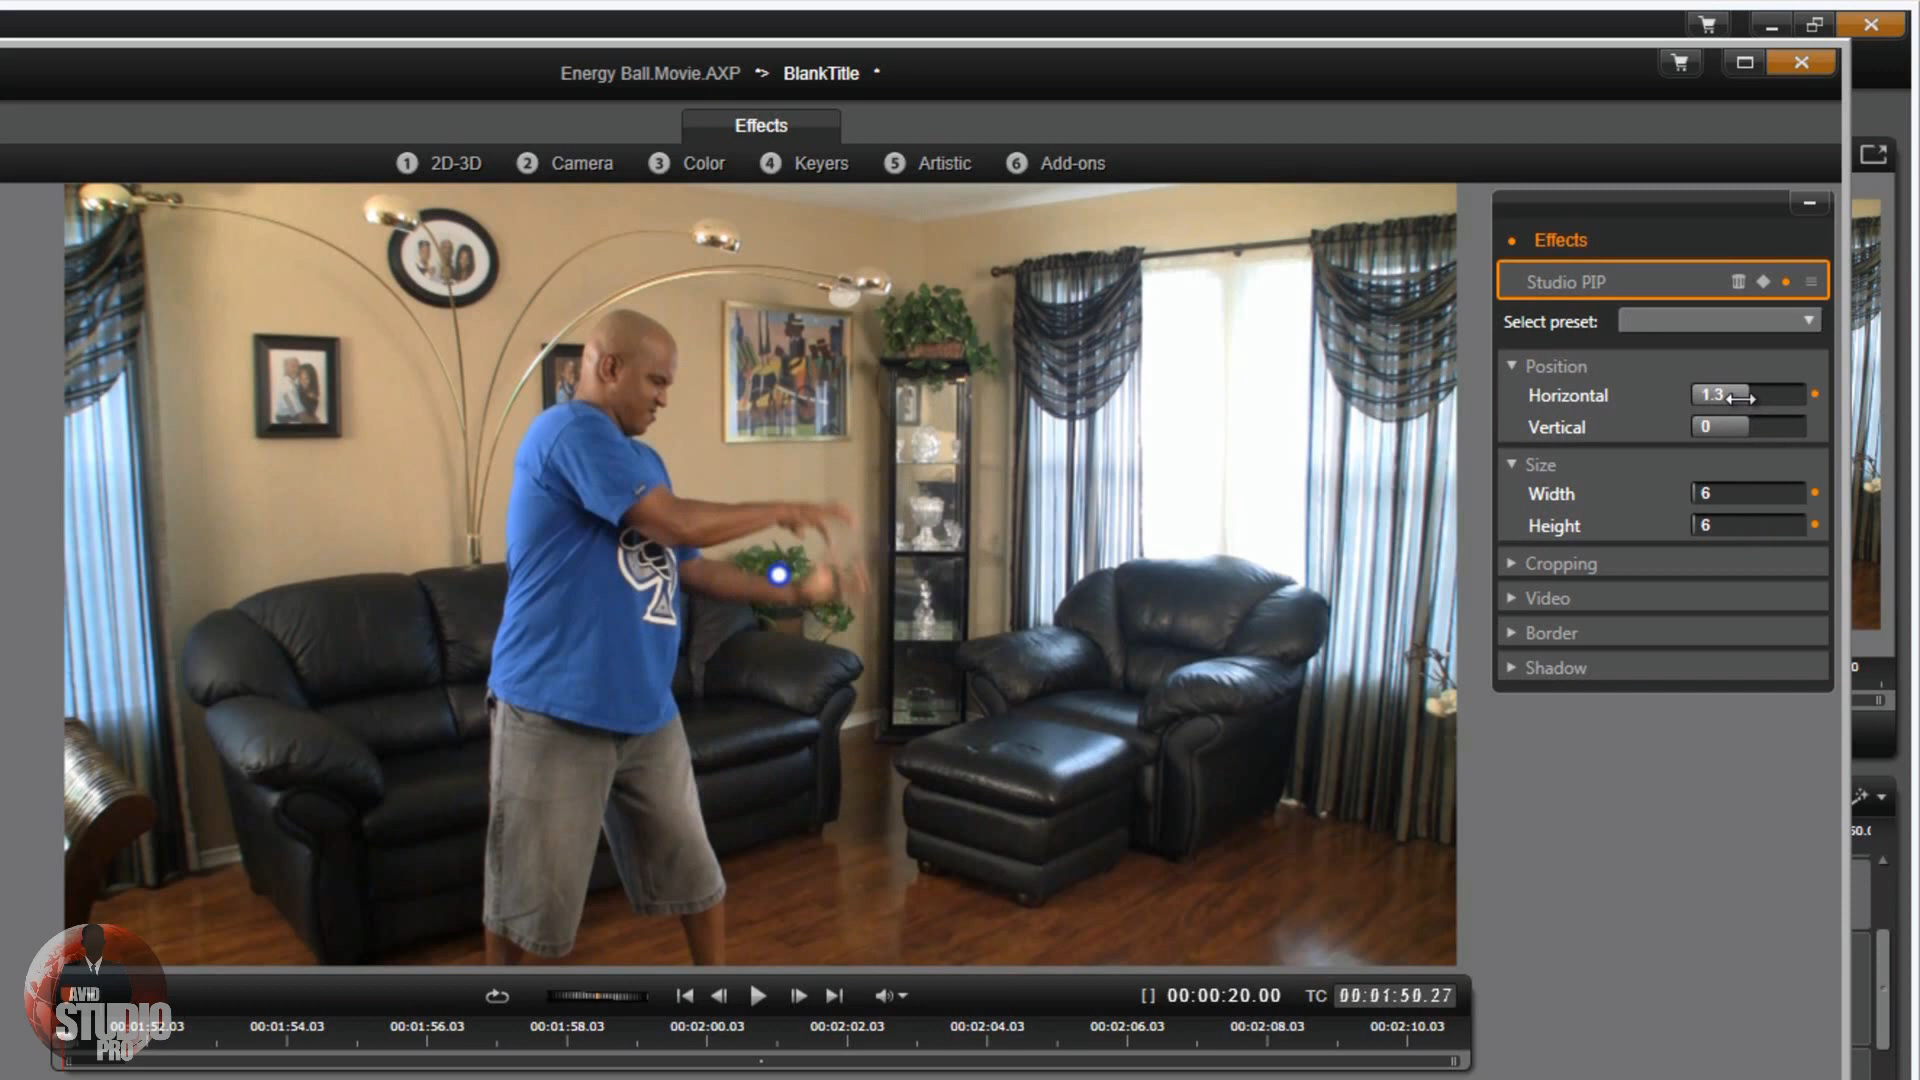 Energy Ball.Movie.AXP *> BlankTitle *
Effects
1 2D-3D 2 Camera 3 Color 4 Keyers 5 Artistic 6 Add-ons
Effects
Studio PIP
Select preset:
Position
Horizontal 1.3
Vertical 0
Size
Width 6
Height 6
Cropping
Video
Border
Shadow
[] 00:00:20.00 TC 00:01:50.27
00:01:52.03 00:01:54.03 00:01:56.03 00:01:58.03 00:02:00.03 00:02:02.03 00:02:04.03 00:02:06.03 00:02:08.03 00:02:10.03
AVID
STUDIO
PRO